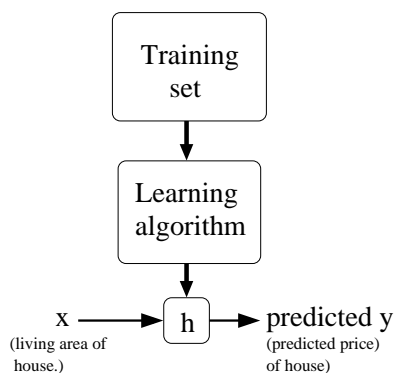 Training
set
Learning
algorithm
x
h
predicted y
(living area of
house.)
(predicted price)
of house)